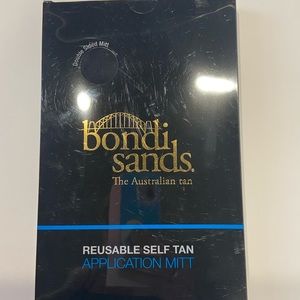 Double Sided Mitt
bondi
sands.
The Australian tan
REUSABLE SELF TAN
APPLICATION MITT